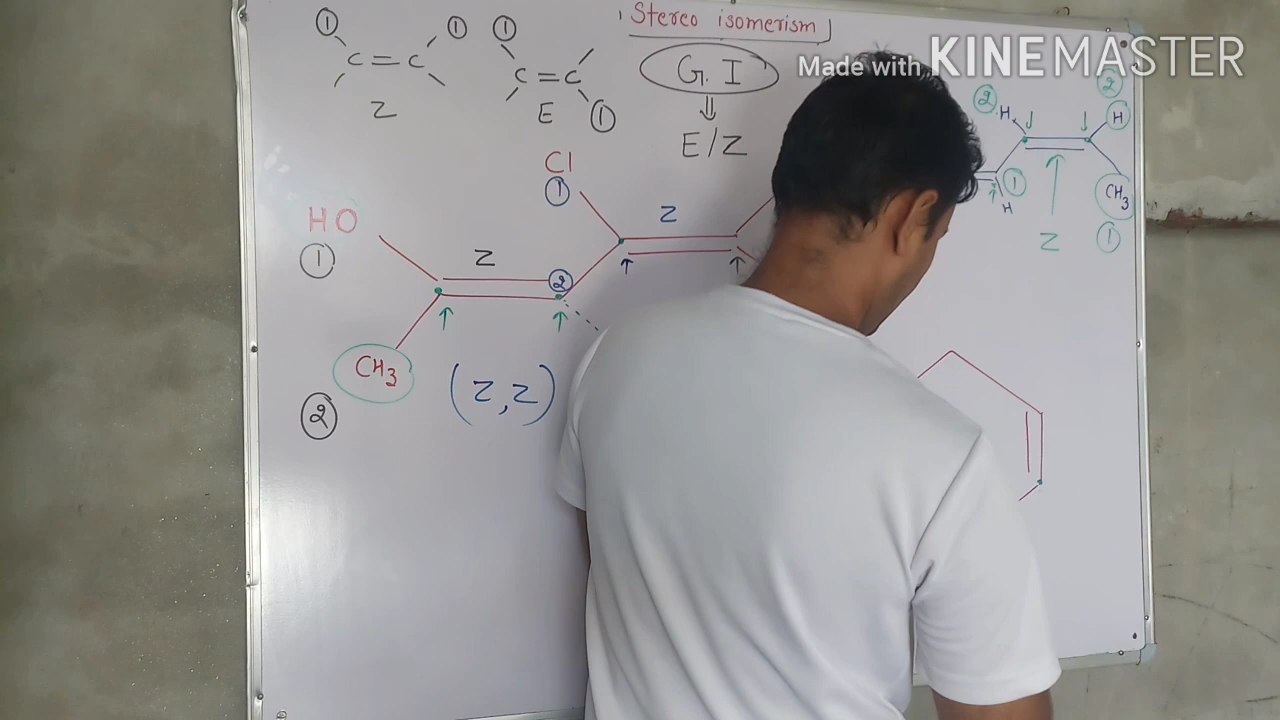 Stereo isomerism
① ① ①
C = C C = C
Z E ①
G. I
⇓
E/Z
Made with KINEMASTER
② ②
H H
① CH3
H
Z ①
Cl
①
Z
HO
①
Z ②
CH3
(Z, Z)
②